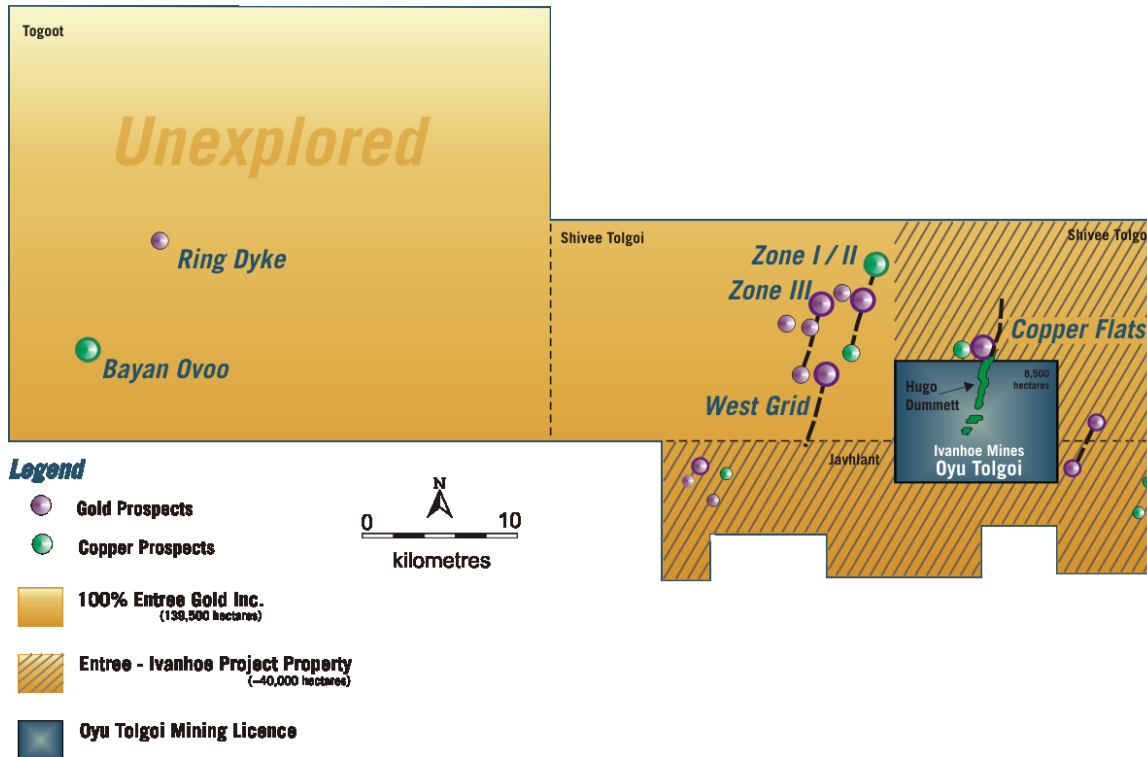 Togoot
Unexplored
Ring Dyke
Bayan Ovoo
Shivee Tolgoi
Shivee Tolgo
Zone I / II
Zone III
Copper Flats
West Grid
8,500
hectares
Hugo
Dummett
Ivanhoe Mines
Oyu Tolgoi
Javhlant
Legend
Gold Prospects
Copper Prospects
N
0 10
kilometres
100% Entree Gold Inc.
(139,500 hectares)
Entree - Ivanhoe Project Property
(~40,000 hectares)
Oyu Tolgoi Mining Licence